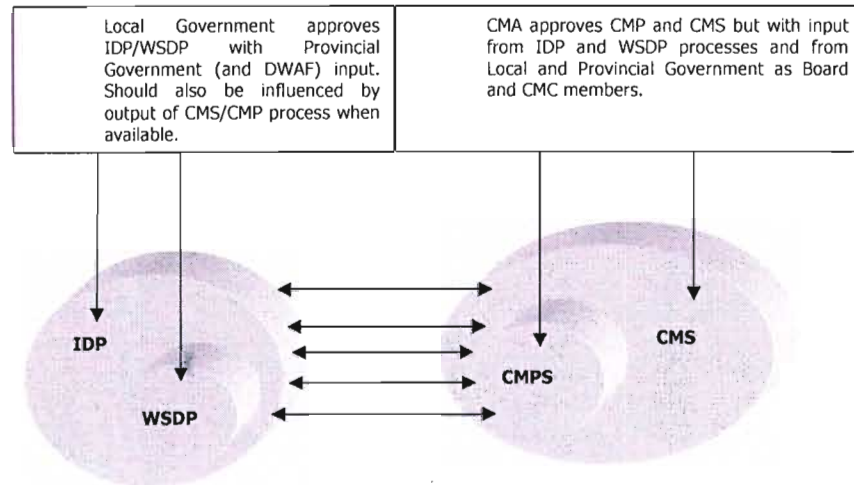 Local Government approves
IDP/WSDP with Provincial
Government (and DWAF) input.
Should also be influenced by
output of CMS/CMP process when
available.
CMA approves CMP and CMS but with input
from IDP and WSDP processes and from
Local and Provincial Government as Board
and CMC members.
IDP
WSDP
CMPS
CMS